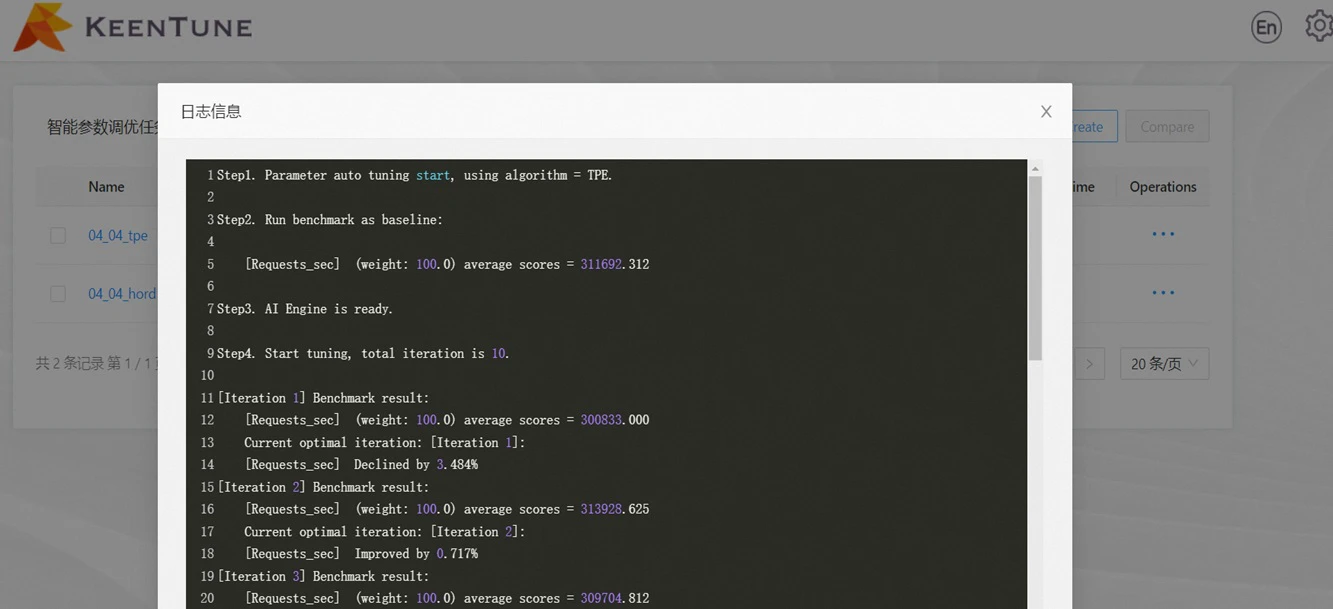 KEENTUNE
En
日志信息
智能参数调优任
reate
Compare
Name
ime
Operations
04_04_tpe
04_04_hord
共 2 条记录 第 1 / 1
20 条/页
1 Step1. Parameter auto tuning start, using algorithm = TPE.
2
3 Step2. Run benchmark as baseline:
4
5 [Requests_sec] (weight: 100.0) average scores = 311692.312
6
7 Step3. AI Engine is ready.
8
9 Step4. Start tuning, total iteration is 10.
10
11 [Iteration 1] Benchmark result:
12 [Requests_sec] (weight: 100.0) average scores = 300833.000
13 Current optimal iteration: [Iteration 1]:
14 [Requests_sec] Declined by 3.484%
15 [Iteration 2] Benchmark result:
16 [Requests_sec] (weight: 100.0) average scores = 313928.625
17 Current optimal iteration: [Iteration 2]:
18 [Requests_sec] Improved by 0.717%
19 [Iteration 3] Benchmark result:
20 [Requests_sec] (weight: 100.0) average scores = 309704.812